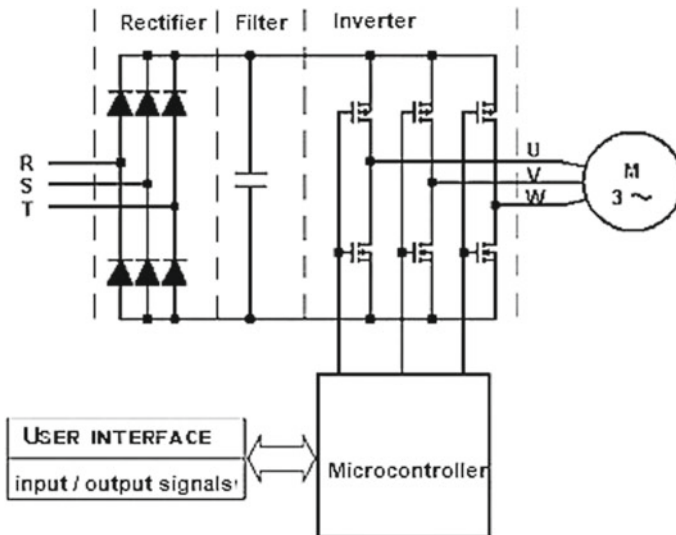 Rectifier
Filter
Inverter
R
S
T
U
V
W
M
3 ~
USER INTERFACE
input / output signals
Microcontroller